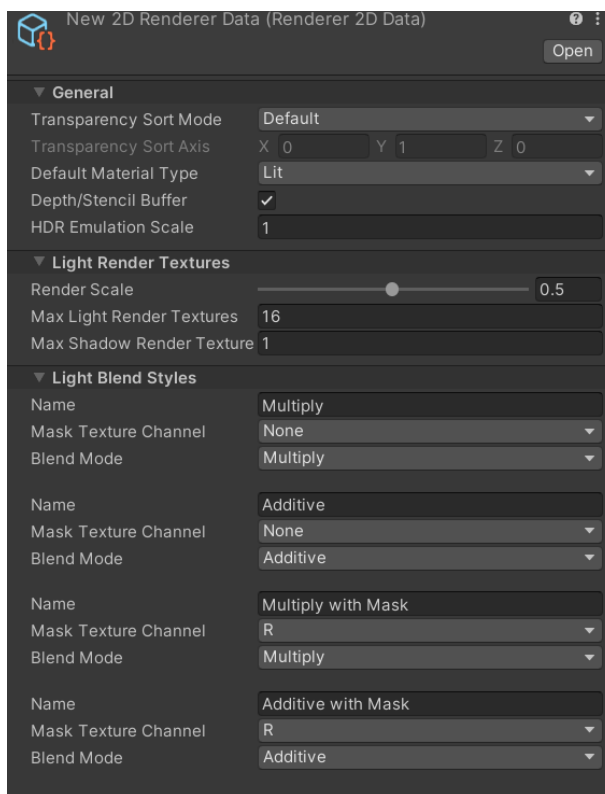 New 2D Renderer Data (Renderer 2D Data)
Open
General
Transparency Sort Mode Default
Transparency Sort Axis X 0 Y 1 Z 0
Default Material Type Lit
Depth/Stencil Buffer
HDR Emulation Scale 1
Light Render Textures
Render Scale 0.5
Max Light Render Textures 16
Max Shadow Render Texture 1
Light Blend Styles
Name Multiply
Mask Texture Channel None
Blend Mode Multiply
Name Additive
Mask Texture Channel None
Blend Mode Additive
Name Multiply with Mask
Mask Texture Channel R
Blend Mode Multiply
Name Additive with Mask
Mask Texture Channel R
Blend Mode Additive